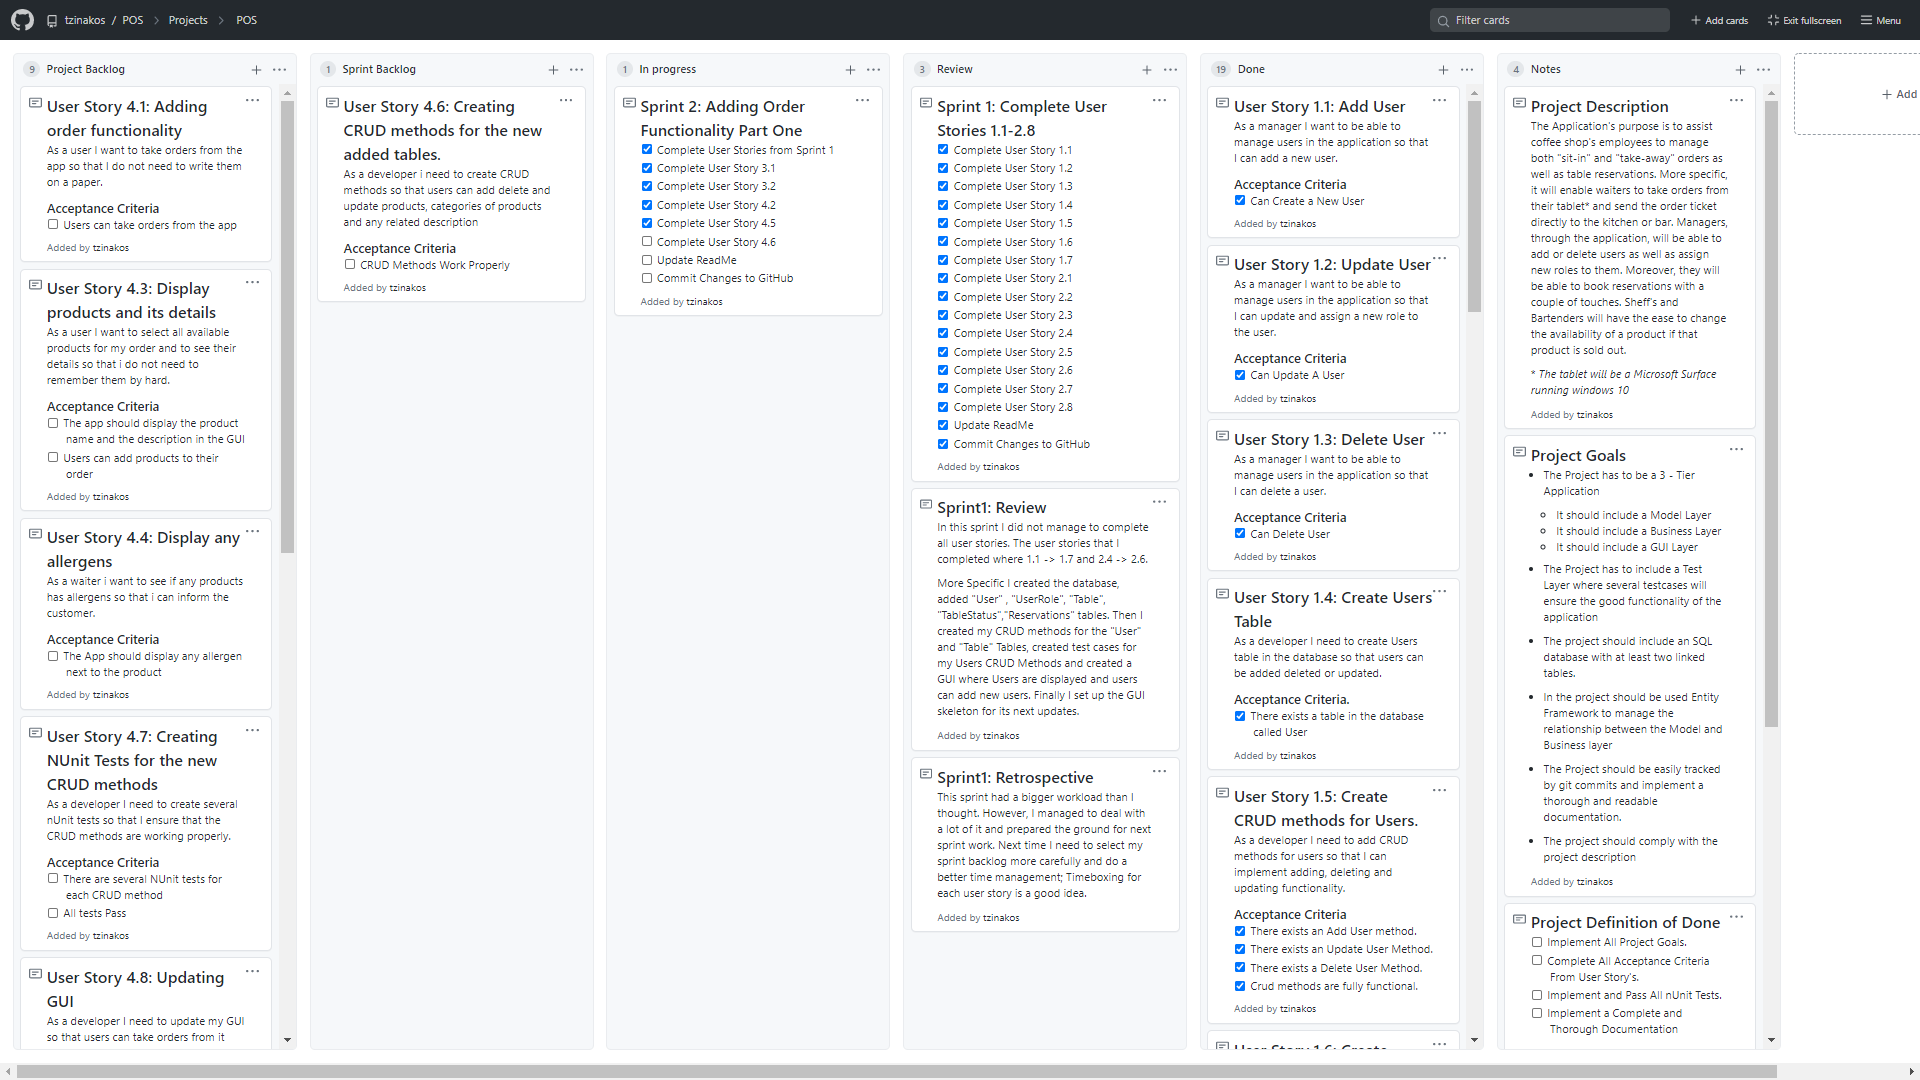 tzinakos / POS > Projects > POS
Filter cards
Add cards
Exit fullscreen
Menu
9 Project Backlog
User Story 4.1: Adding
order functionality
As a user I want to take orders from the
app so that I do not need to write them
on a paper.
Acceptance Criteria
Users can take orders from the app
Added by tzinakos
User Story 4.3: Display
products and its details
As a user I want to select all available
products for my order and to see their
details so that i do not need to
remember them by hard.
Acceptance Criteria
The app should display the product
name and the description in the GUI
Users can add products to their
order
Added by tzinakos
User Story 4.4: Display any
allergens
As a waiter i want to see if any products
has allergens so that i can inform the
customer.
Acceptance Criteria
The App should display any allergen
next to the product
Added by tzinakos
User Story 4.7: Creating
NUnit Tests for the new
CRUD methods
As a developer I need to create several
nUnit tests so that I ensure that the
CRUD methods are working properly.
Acceptance Criteria
There are several NUnit tests for
each CRUD method
All tests Pass
Added by tzinakos
User Story 4.8: Updating
GUI
As a developer I need to update my GUI
so that users can take orders from it
1 Sprint Backlog
User Story 4.6: Creating
CRUD methods for the new
added tables.
As a developer i need to create CRUD
methods so that users can add delete and
update products, categories of products
and any related description
Acceptance Criteria
CRUD Methods Work Properly
Added by tzinakos
1 In progress
Sprint 2: Adding Order
Functionality Part One
Complete User Stories from Sprint 1
Complete User Story 3.1
Complete User Story 3.2
Complete User Story 4.2
Complete User Story 4.5
Complete User Story 4.6
Update ReadMe
Commit Changes to GitHub
Added by tzinakos
3 Review
Sprint 1: Complete User
Stories 1.1-2.8
Complete User Story 1.1
Complete User Story 1.2
Complete User Story 1.3
Complete User Story 1.4
Complete User Story 1.5
Complete User Story 1.6
Complete User Story 1.7
Complete User Story 2.1
Complete User Story 2.2
Complete User Story 2.3
Complete User Story 2.4
Complete User Story 2.5
Complete User Story 2.6
Complete User Story 2.7
Complete User Story 2.8
Update ReadMe
Commit Changes to GitHub
Added by tzinakos
Sprint1: Review
In this sprint I did not manage to complete
all user stories. The user stories that I
completed where 1.1 -> 1.7 and 2.4 -> 2.6.
More Specific I created the database,
added "User" , "UserRole", "Table",
"TableStatus","Reservations" tables. Then I
created my CRUD methods for the "User"
and "Table" Tables, created test cases for
my Users CRUD Methods and created a
GUI where Users are displayed and users
can add new users. Finally I set up the GUI
skeleton for its next updates.
Added by tzinakos
Sprint1: Retrospective
This sprint had a bigger workload than I
thought. However, I managed to deal with
a lot of it and prepared the ground for next
sprint work. Next time I need to select my
sprint backlog more carefully and do a
better time management; Timeboxing for
each user story is a good idea.
Added by tzinakos
19 Done
User Story 1.1: Add User
As a manager I want to be able to
manage users in the application so that
I can add a new user.
Acceptance Criteria
Can Create a New User
Added by tzinakos
User Story 1.2: Update User
As a manager I want to be able to
manage users in the application so that
I can update and assign a new role to
the user.
Acceptance Criteria
Can Update A User
Added by tzinakos
User Story 1.3: Delete User
As a manager I want to be able to
manage users in the application so that
I can delete a user.
Acceptance Criteria
Can Delete User
Added by tzinakos
User Story 1.4: Create Users
Table
As a developer I need to create Users
table in the database so that users can
be added deleted or updated.
Acceptance Criteria.
There exists a table in the database
called User
Added by tzinakos
User Story 1.5: Create
CRUD methods for Users.
As a developer I need to add CRUD
methods for users so that I can
implement adding, deleting and
updating functionality.
Acceptance Criteria
There exists an Add User method.
There exists an Update User Method.
There exists a Delete User Method.
Crud methods are fully functional.
Added by tzinakos
User Story 1.6: Create
4 Notes
Project Description
The Application's purpose is to assist
coffee shop's employees to manage
both "sit-in" and "take-away" orders as
well as table reservations. More specific,
it will enable waiters to take orders from
their tablet* and send the order ticket
directly to the kitchen or bar. Managers,
through the application, will be able to
add or delete users as well as assign
new roles to them. Moreover, they will
be able to book reservations with a
couple of touches. Sheff's and
Bartenders will have the ease to change
the availability of a product if that
product is sold out.
* The tablet will be a Microsoft Surface
running windows 10
Added by tzinakos
Project Goals
The Project has to be a 3 - Tier
Application
It should include a Model Layer
It should include a Business Layer
It should include a GUI Layer
The Project has to include a Test
Layer where several testcases will
ensure the good functionality of the
application
The project should include an SQL
database with at least two linked
tables.
In the project should be used Entity
Framework to manage the
relationship between the Model and
Business layer
The Project should be easily tracked
by git commits and implement a
thorough and readable
documentation.
The project should comply with the
project description
Added by tzinakos
Project Definition of Done
Implement All Project Goals.
Complete All Acceptance Criteria
From User Story's.
Implement and Pass All nUnit Tests.
Implement a Complete and
Thorough Documentation
Add